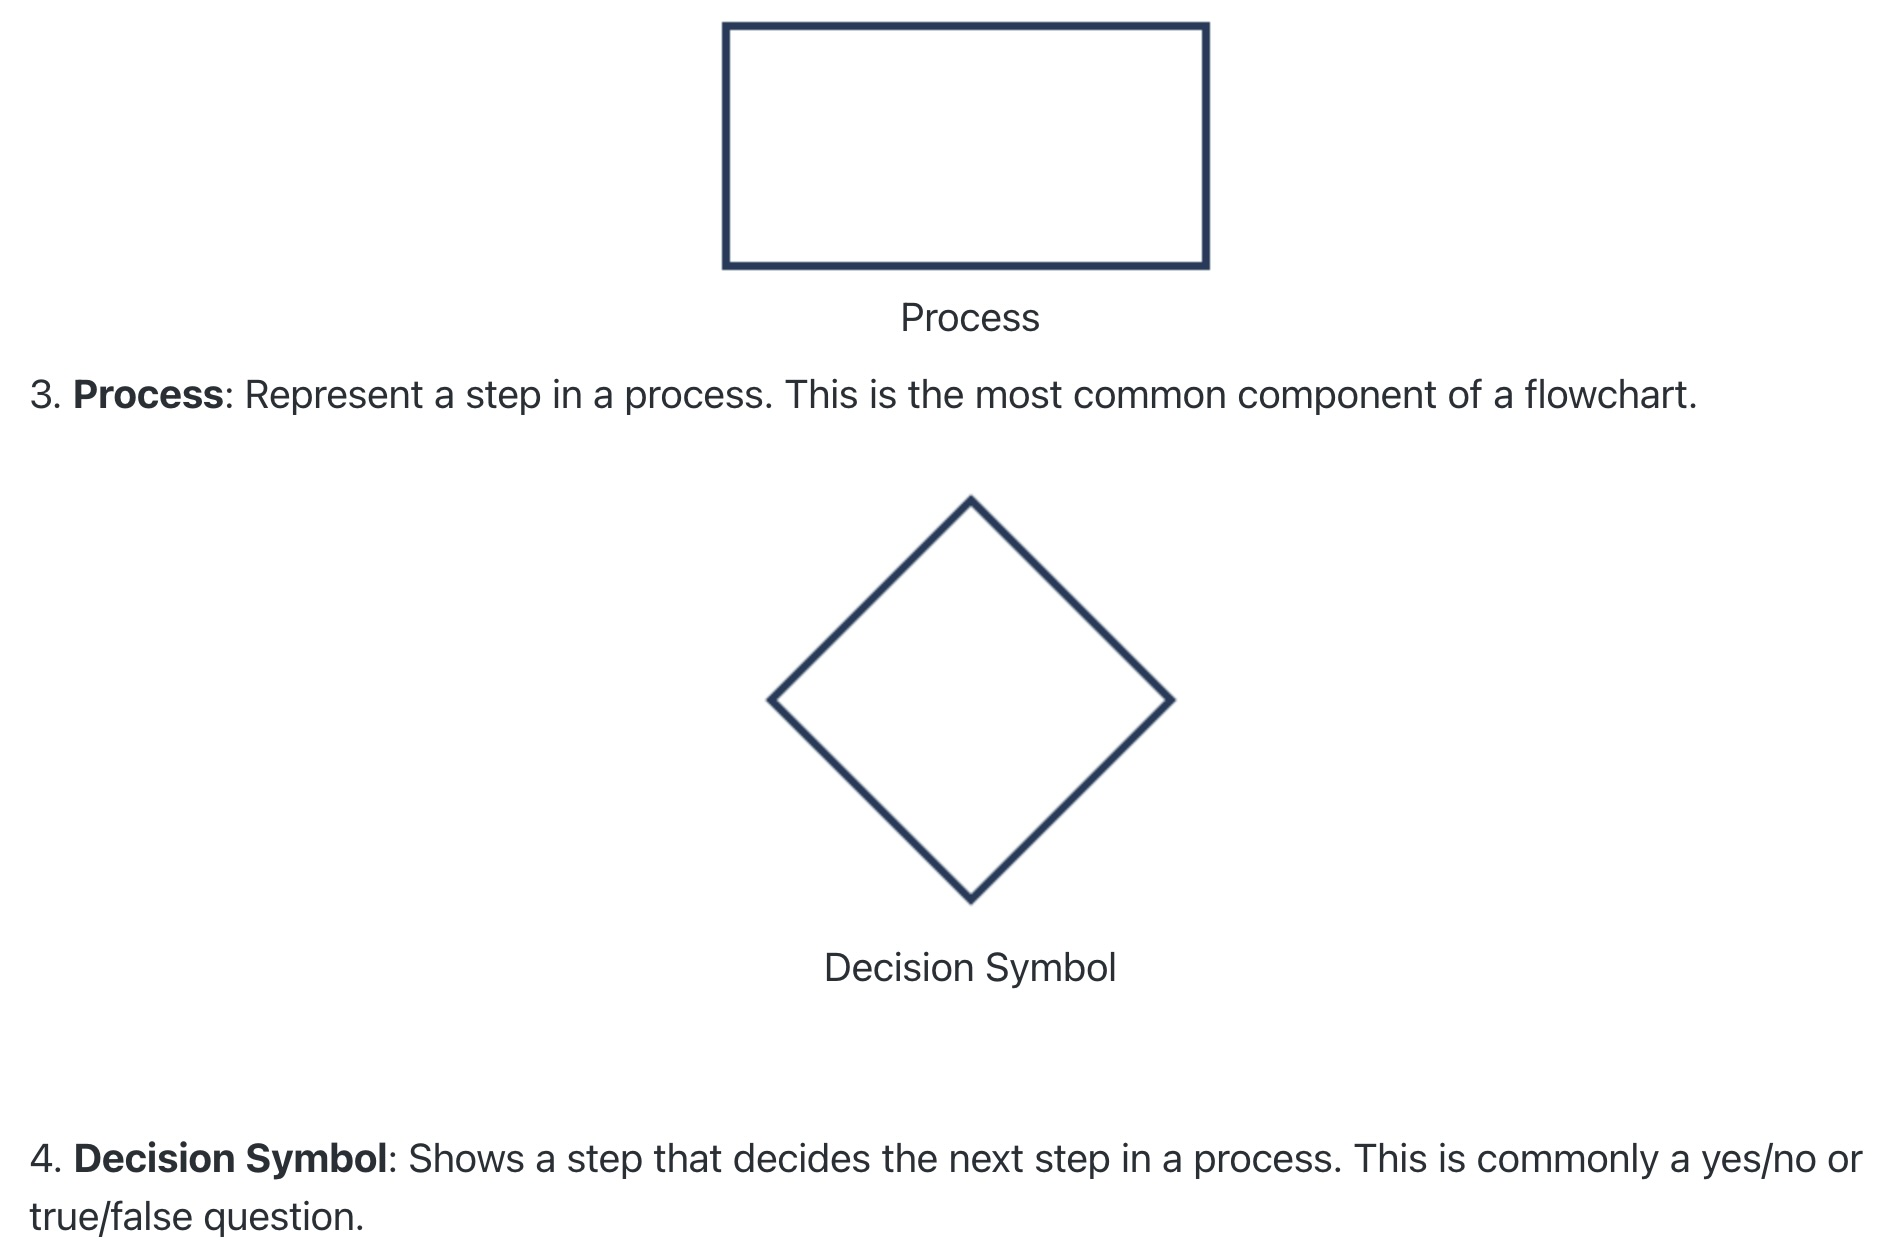 Process
3. Process: Represent a step in a process. This is the most common component of a flowchart.
Decision Symbol
4. Decision Symbol: Shows a step that decides the next step in a process. This is commonly a yes/no or
true/false question.